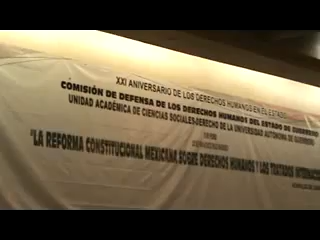 XXI ANIVERSARIO DE LOS DERECHOS HUMANOS EN EL ESTADO
COMISIÓN DE DEFENSA DE LOS DERECHOS HUMANOS DEL ESTADO DE GUERRERO
UNIDAD ACADÉMICA DE CIENCIAS SOCIALES-DERECHO DE LA UNIVERSIDAD AUTONOMA DE GUERRERO
"LA REFORMA CONSTITUCIONAL MEXICANA SOBRE DERECHOS HUMANOS Y LOS TRATADOS